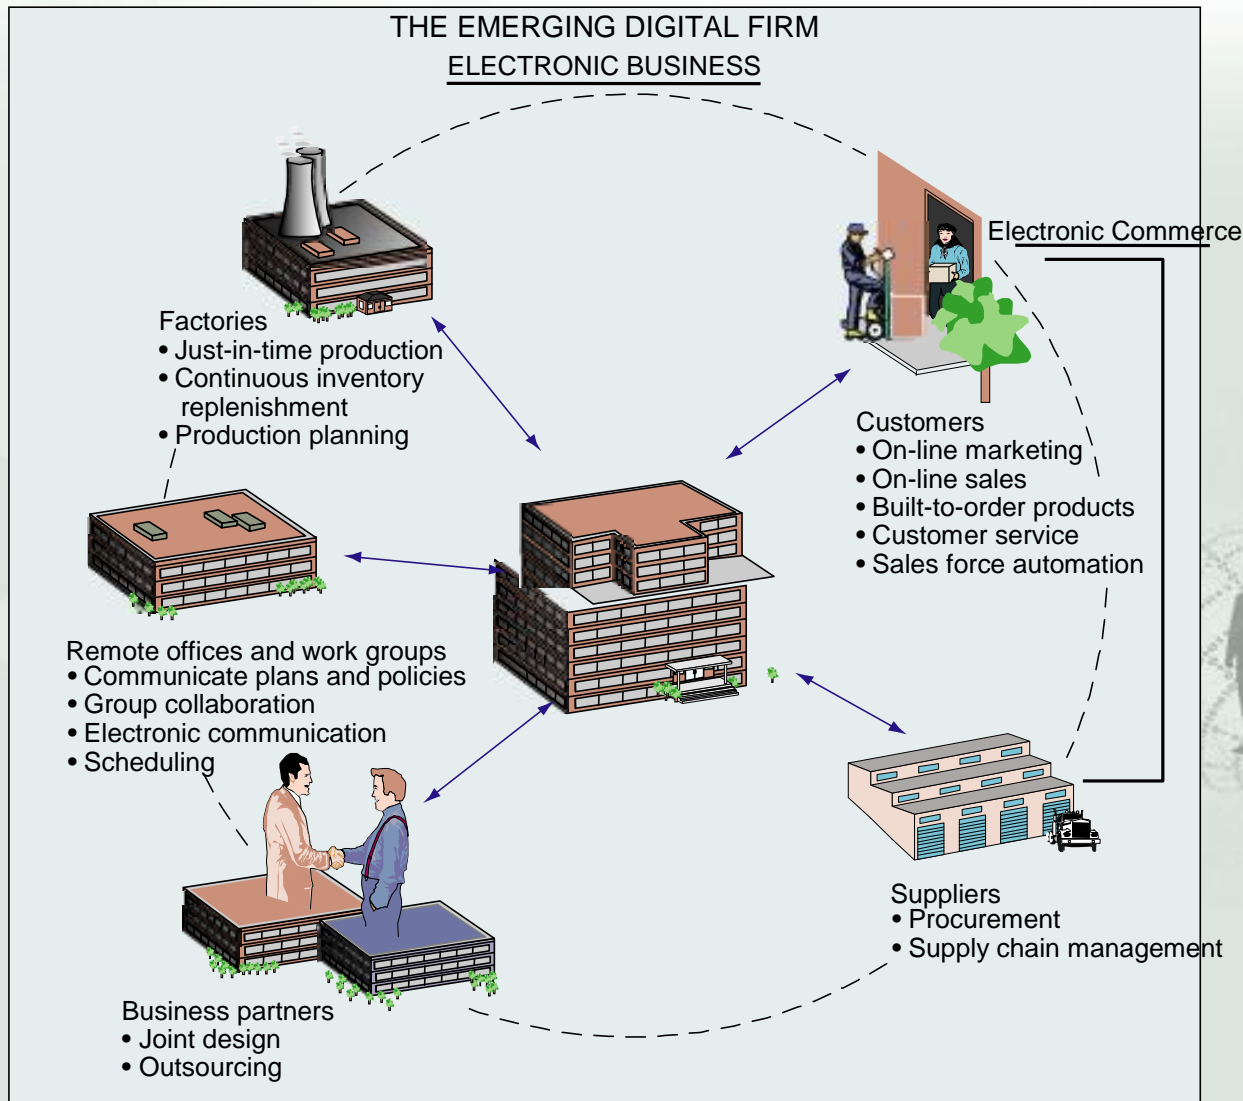 THE EMERGING DIGITAL FIRM
ELECTRONIC BUSINESS
Electronic Commerce
Factories
• Just-in-time production
• Continuous inventory
replenishment
• Production planning
Customers
• On-line marketing
• On-line sales
• Built-to-order products
• Customer service
• Sales force automation
Remote offices and work groups
• Communicate plans and policies
• Group collaboration
• Electronic communication
• Scheduling
Suppliers
• Procurement
• Supply chain management
Business partners
• Joint design
• Outsourcing